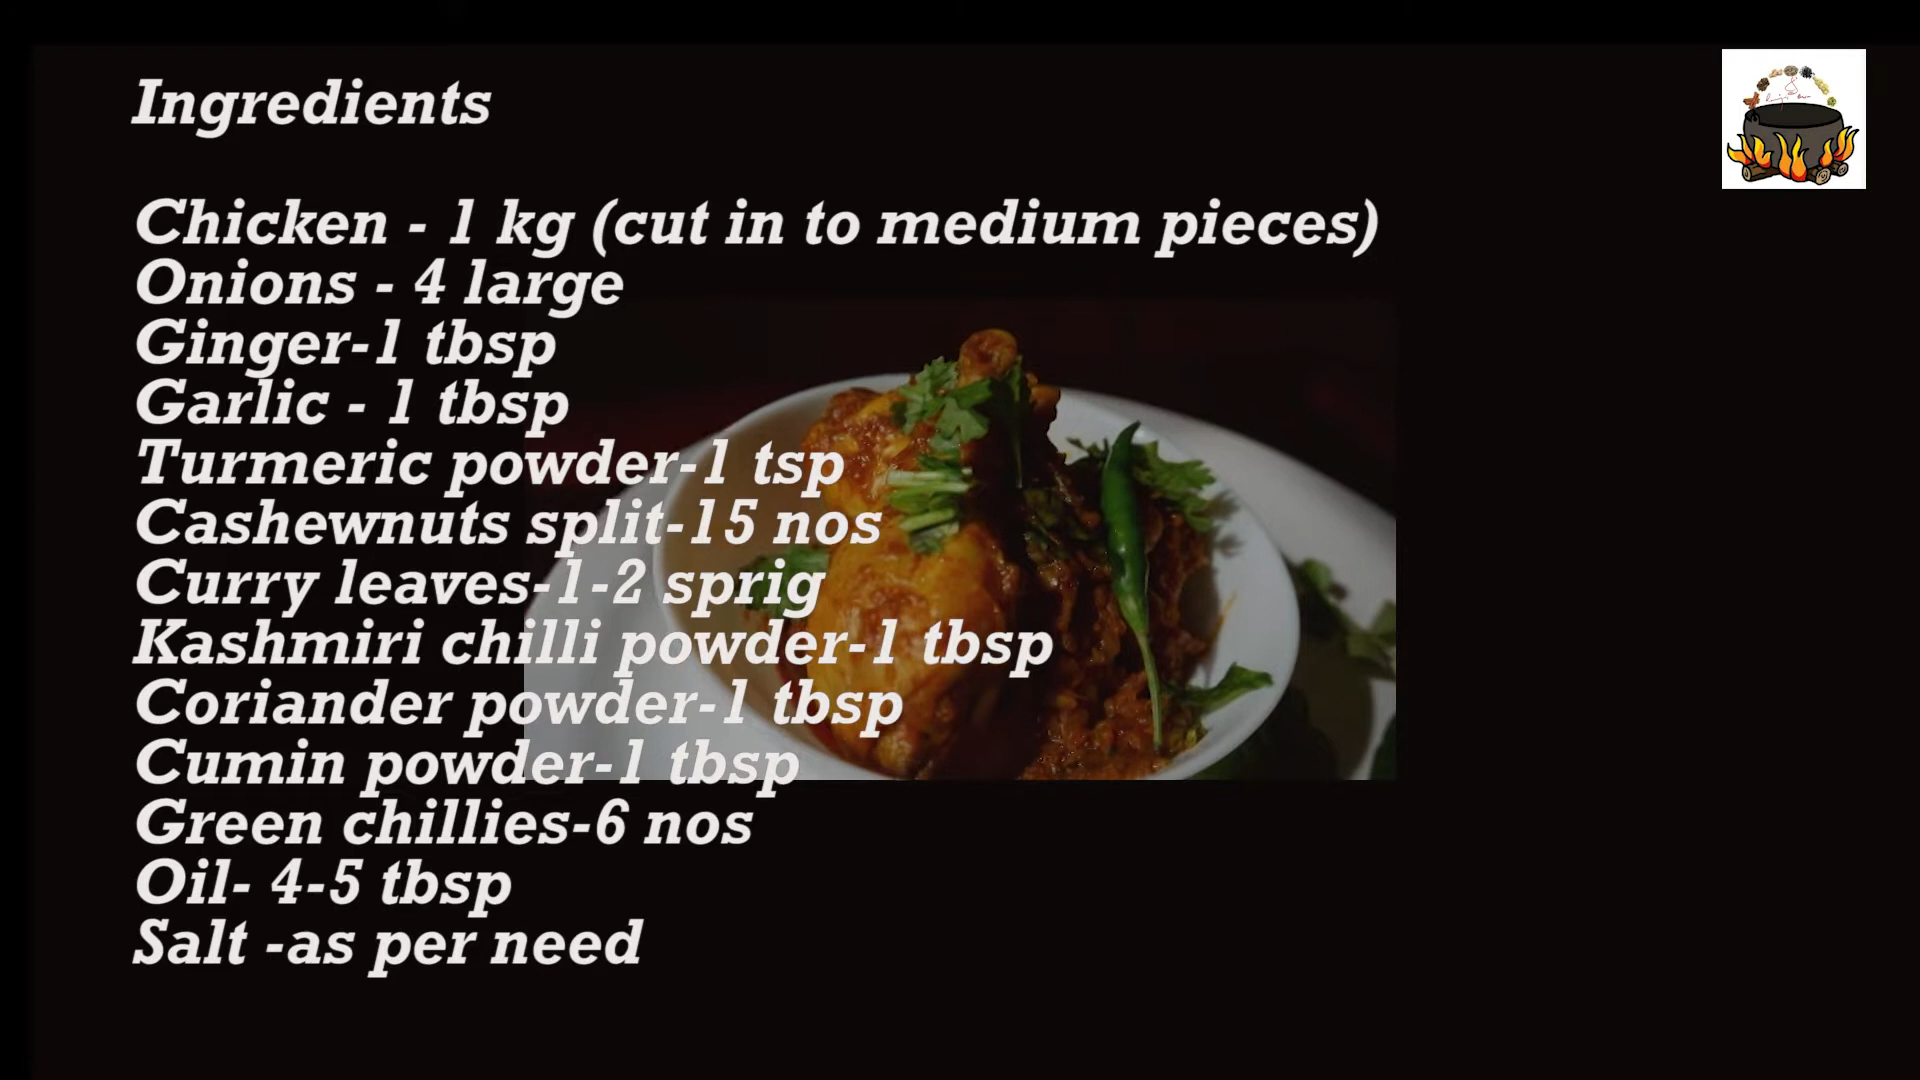 Ingredients
Chicken - 1 kg (cut in to medium pieces)
Onions - 4 large
Ginger-1 tbsp
Garlic - 1 tbsp
Turmeric powder-1 tsp
Cashewnuts split-15 nos
Curry leaves-1-2 sprig
Kashmiri chilli powder-1 tbsp
Coriander powder-1 tbsp
Cumin powder-1 tbsp
Green chillies-6 nos
Oil- 4-5 tbsp
Salt -as per need